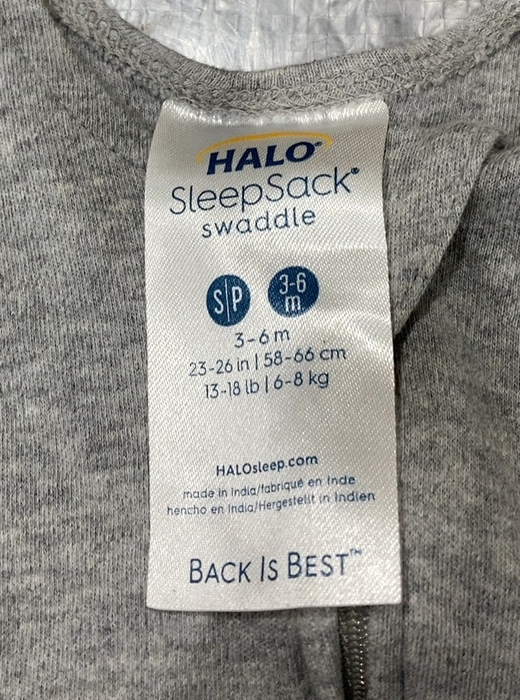 HALO®
SleepSack®
swaddle
S|P
3-6
m
3-6 m
23-26 in | 58-66 cm
13-18 lb | 6-8 kg
HALOsleep.com
made in India/fabriqué en Inde
hencho en India/Hergestellt in Indien
BACK IS BEST™